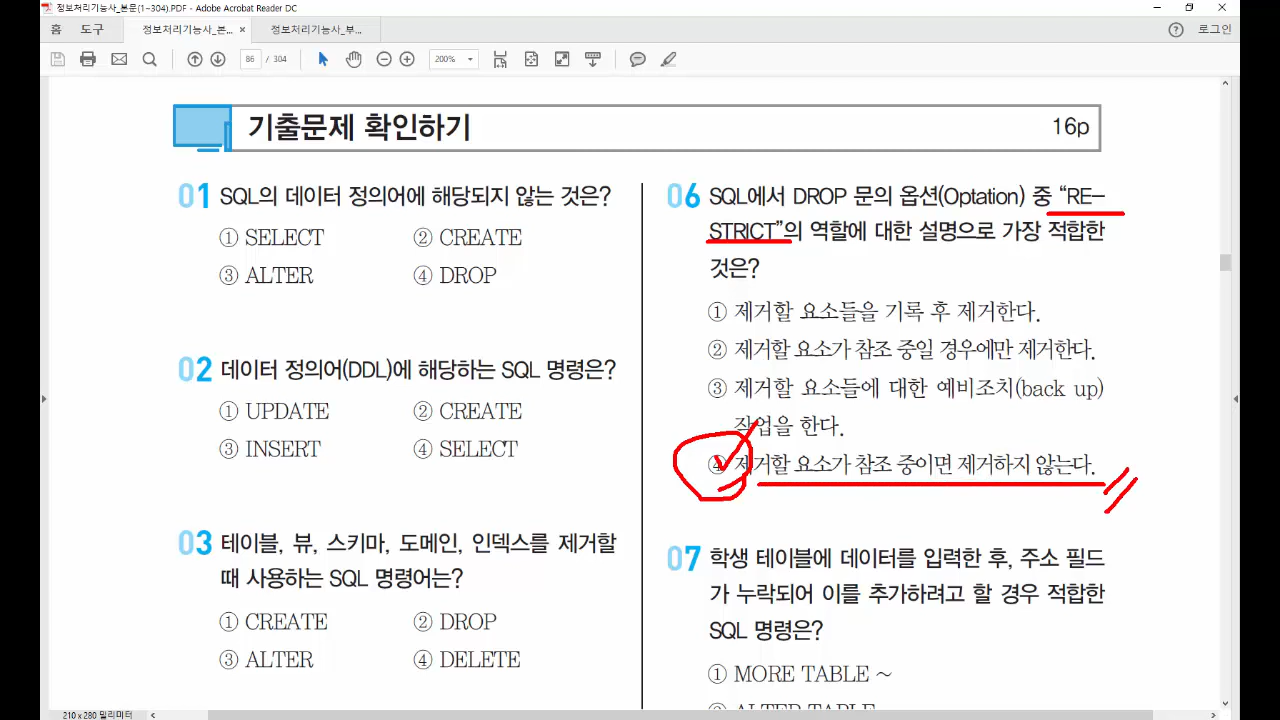 정보처리기능사_본문(1-304).PDF - Adobe Acrobat Reader DC
홈 도구 정보처리기능사_본... × 정보처리기능사_부... 로그인
86 / 304 200%
기출문제 확인하기 16p
01 SQL의 데이터 정의어에 해당되지 않는 것은?
① SELECT ② CREATE
③ ALTER ④ DROP
02 데이터 정의어(DDL)에 해당하는 SQL 명령은?
① UPDATE ② CREATE
③ INSERT ④ SELECT
03 테이블, 뷰, 스키마, 도메인, 인덱스를 제거할
때 사용하는 SQL 명령어는?
① CREATE ② DROP
③ ALTER ④ DELETE
06 SQL에서 DROP 문의 옵션(Optation) 중 “RE-
STRICT”의 역할에 대한 설명으로 가장 적합한
것은?
① 제거할 요소들을 기록 후 제거한다.
② 제거할 요소가 참조 중일 경우에만 제거한다.
③ 제거할 요소들에 대한 예비조치(back up)
작업을 한다.
④ 제거할 요소가 참조 중이면 제거하지 않는다.
07 학생 테이블에 데이터를 입력한 후, 주소 필드
가 누락되어 이를 추가하려고 할 경우 적합한
SQL 명령은?
① MORE TABLE ~
② ALTER TABLE
210 x 280 밀리미터